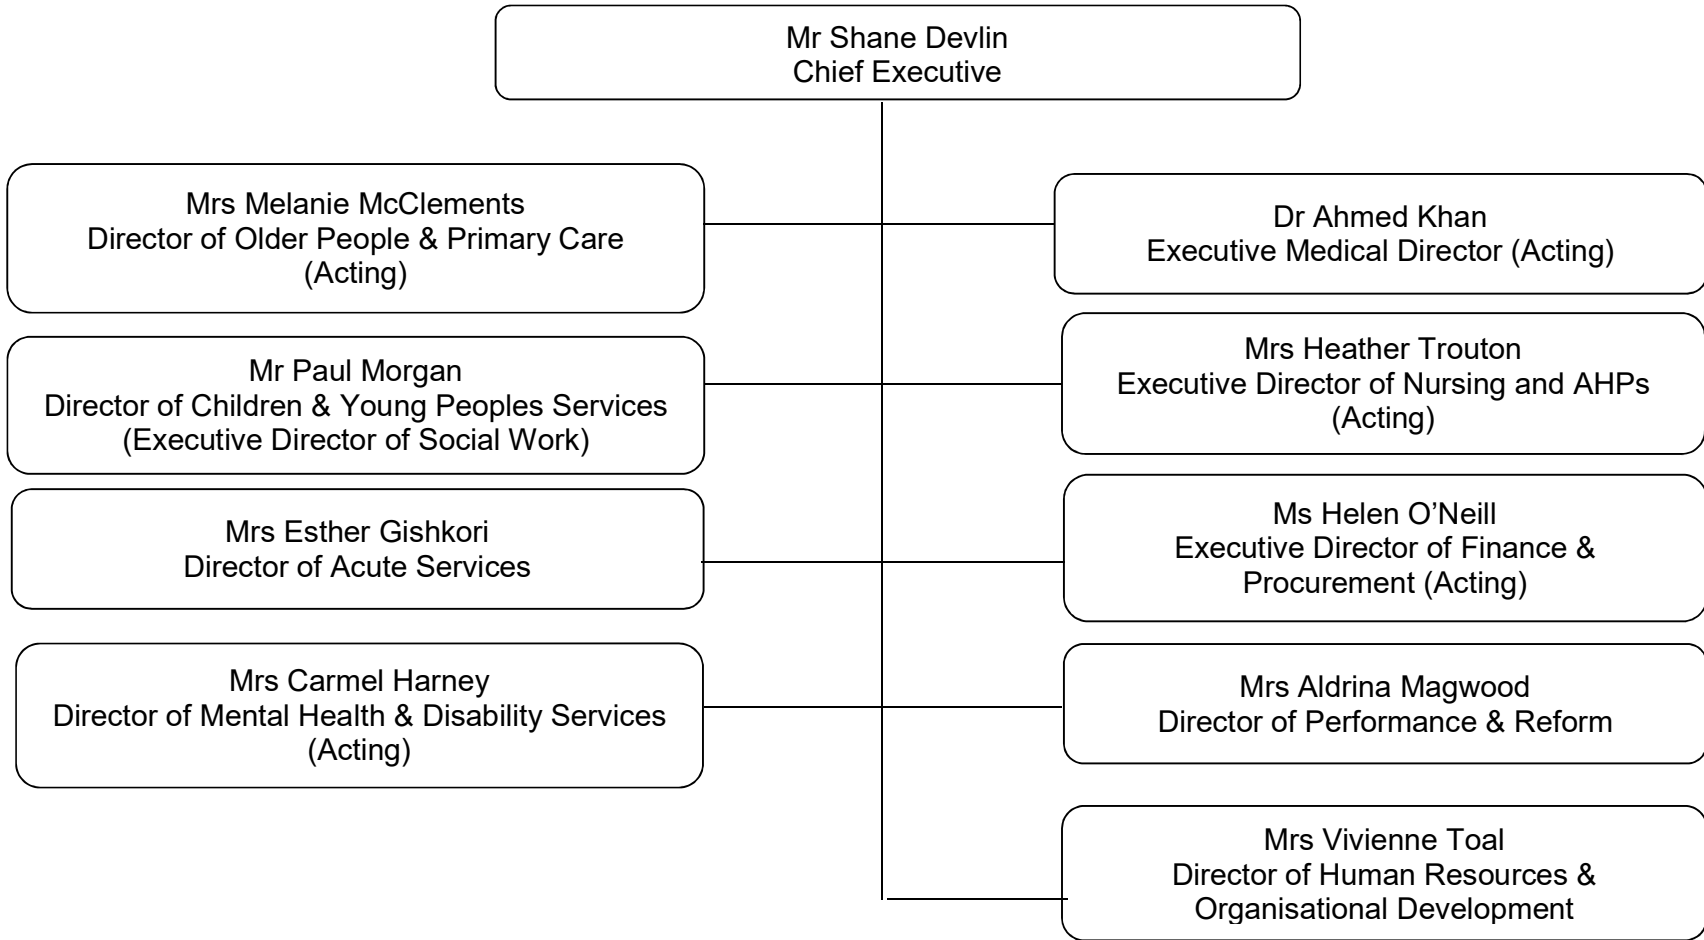 Mr Shane Devlin
Chief Executive
Mrs Melanie McClements
Director of Older People & Primary Care
(Acting)
Dr Ahmed Khan
Executive Medical Director (Acting)
Mr Paul Morgan
Director of Children & Young Peoples Services
(Executive Director of Social Work)
Mrs Heather Trouton
Executive Director of Nursing and AHPs
(Acting)
Mrs Esther Gishkori
Director of Acute Services
Ms Helen O’Neill
Executive Director of Finance &
Procurement (Acting)
Mrs Carmel Harney
Director of Mental Health & Disability Services
(Acting)
Mrs Aldrina Magwood
Director of Performance & Reform
Mrs Vivienne Toal
Director of Human Resources &
Organisational Development